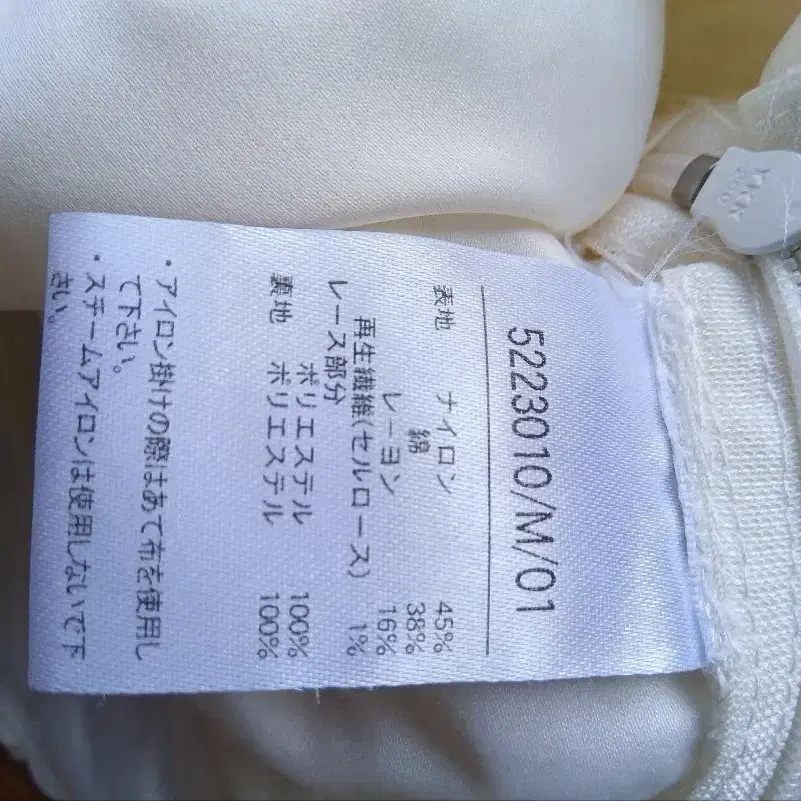 5223010/M/01
表地 ナイロン 45%
綿 38%
レーヨン 16%
再生繊維(セルロース) 1%
レース部分
ポリエステル 100%
裏地 ポリエステル 100%
・アイロン掛けの際はあて布を使用し
て下さい。
・スチームアイロンは使用しないで下
さい。